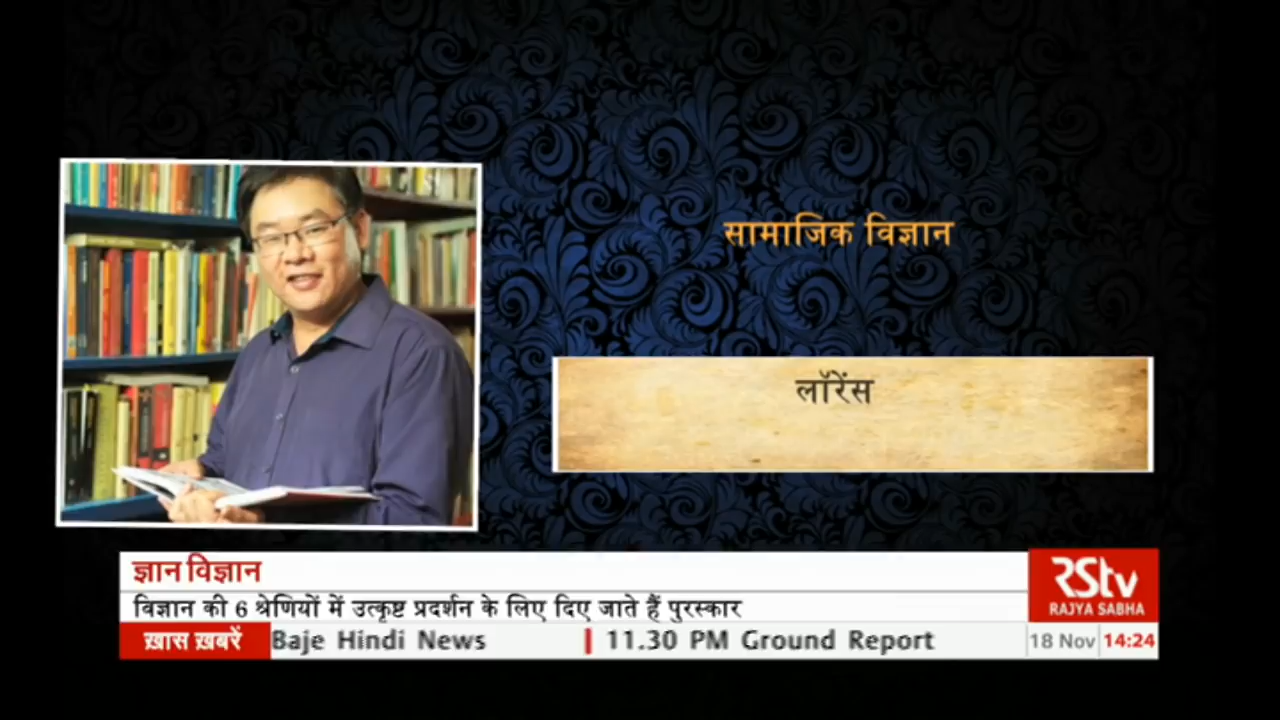 सामाजिक विज्ञान
लॉरेंस
ज्ञान विज्ञान
विज्ञान की 6 श्रेणियों में उत्कृष्ट प्रदर्शन के लिए दिए जाते हैं पुरस्कार
RStv
RAJYA SABHA
ख़ास ख़बरें Baje Hindi News | 11.30 PM Ground Report 18 Nov 14:24